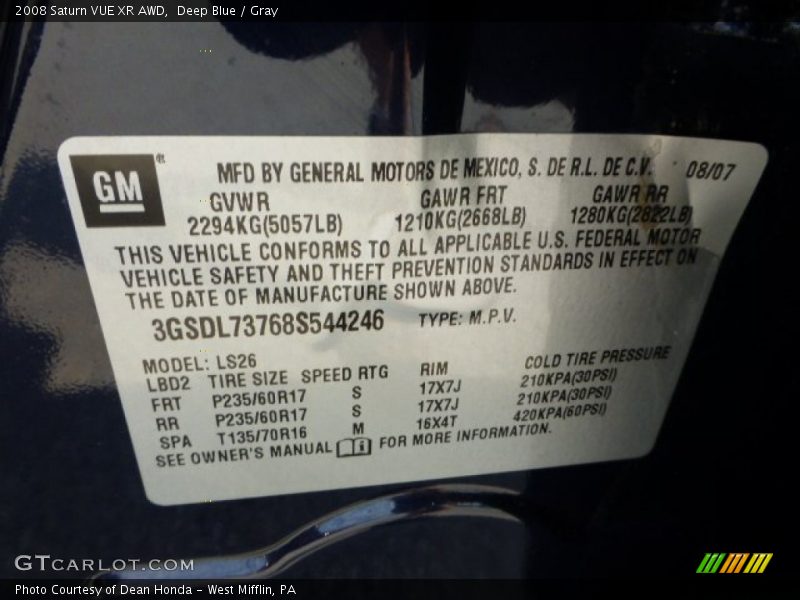 2008 Saturn VUE XR AWD,  Deep Blue / Gray
GM®
MFD BY GENERAL MOTORS DE MEXICO, S. DE R.L. DE C.V. 08/07
GVWR GAWR FRT GAWR RR
2294KG(5057LB) 1210KG(2668LB) 1280KG(2822LB)
THIS VEHICLE CONFORMS TO ALL APPLICABLE U.S. FEDERAL MOTOR
VEHICLE SAFETY AND THEFT PREVENTION STANDARDS IN EFFECT ON
THE DATE OF MANUFACTURE SHOWN ABOVE.
3GSDL73768S544246 TYPE: M.P.V.
MODEL: LS26
LBD2 TIRE SIZE SPEED RTG RIM COLD TIRE PRESSURE
FRT P235/60R17 S 17X7J 210KPA(30PSI)
RR P235/60R17 S 17X7J 210KPA(30PSI)
SPA T135/70R16 M 16X4T 420KPA(60PSI)
SEE OWNER'S MANUAL FOR MORE INFORMATION.
GTCARLOT.COM
Photo Courtesy of Dean Honda - West Mifflin, PA